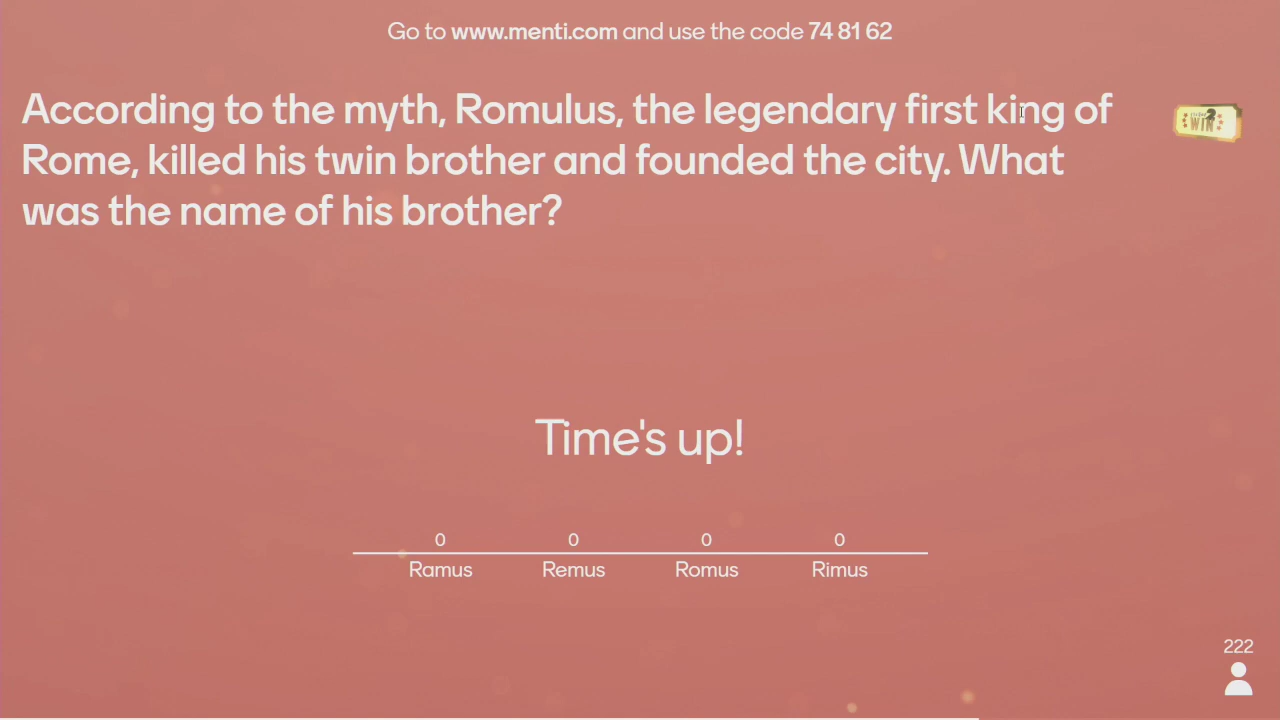 Go to www.menti.com and use the code 74 81 62
According to the myth, Romulus, the legendary first king of
Rome, killed his twin brother and founded the city. What
was the name of his brother?
WIN
Time's up!
0 0 0 0
Ramus Remus Romus Rimus
222